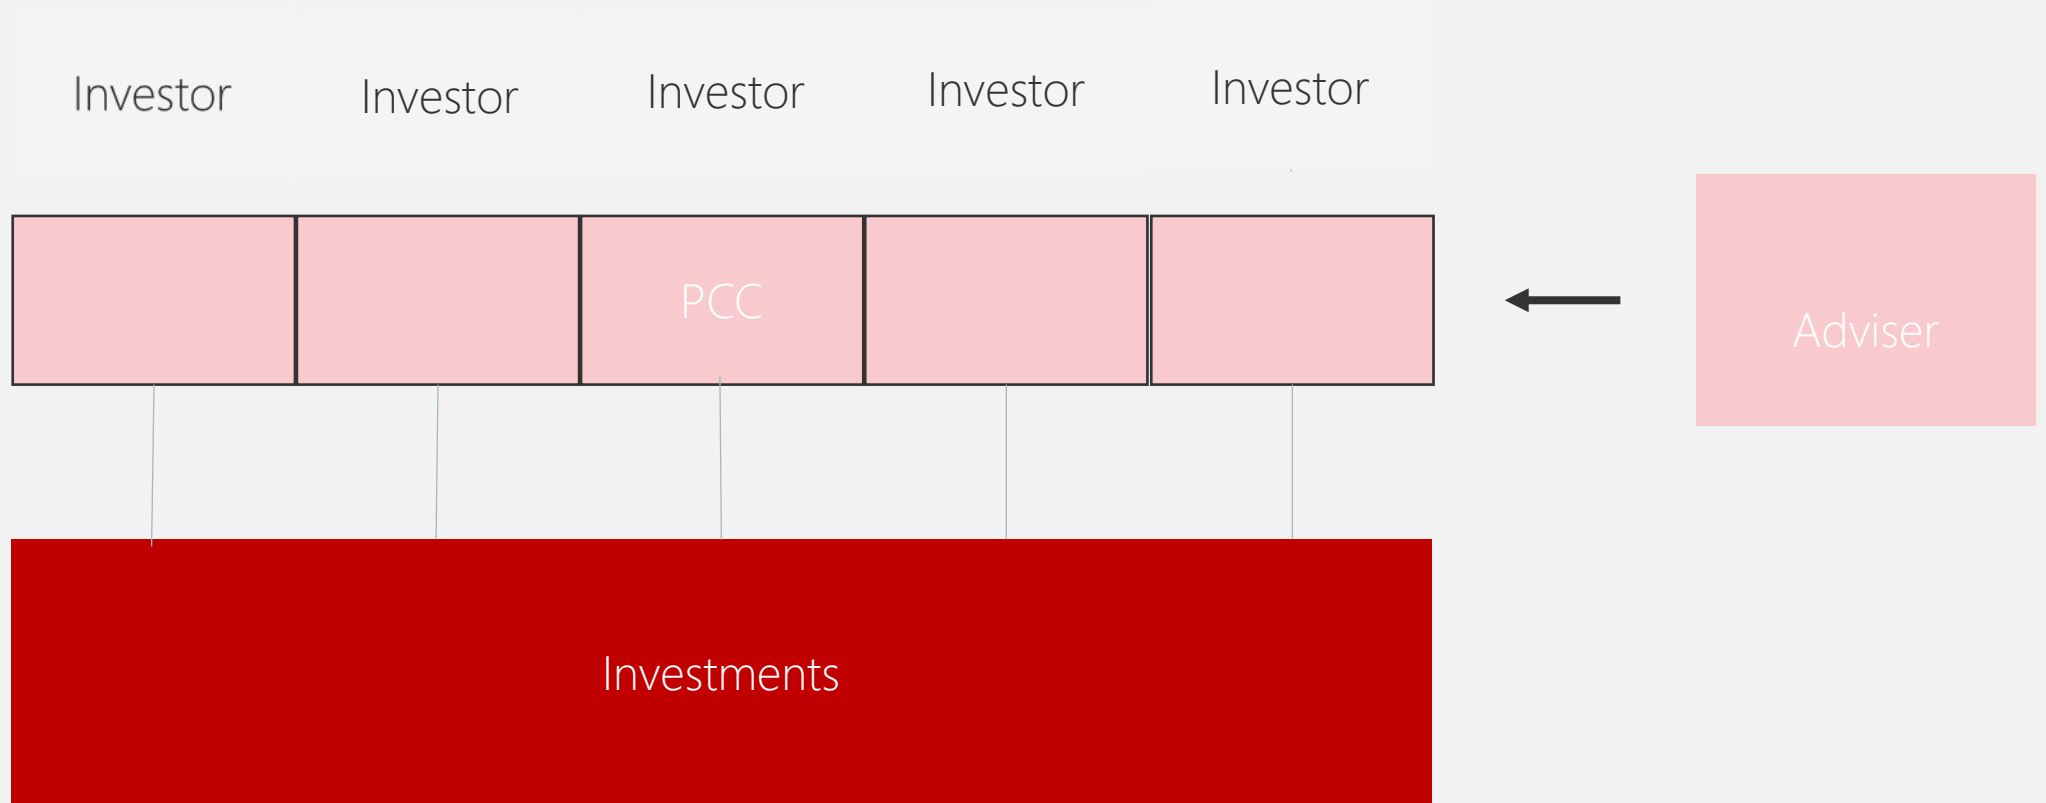 Investor
Investor
Investor
Investor
Investor
PCC
Adviser
Investments